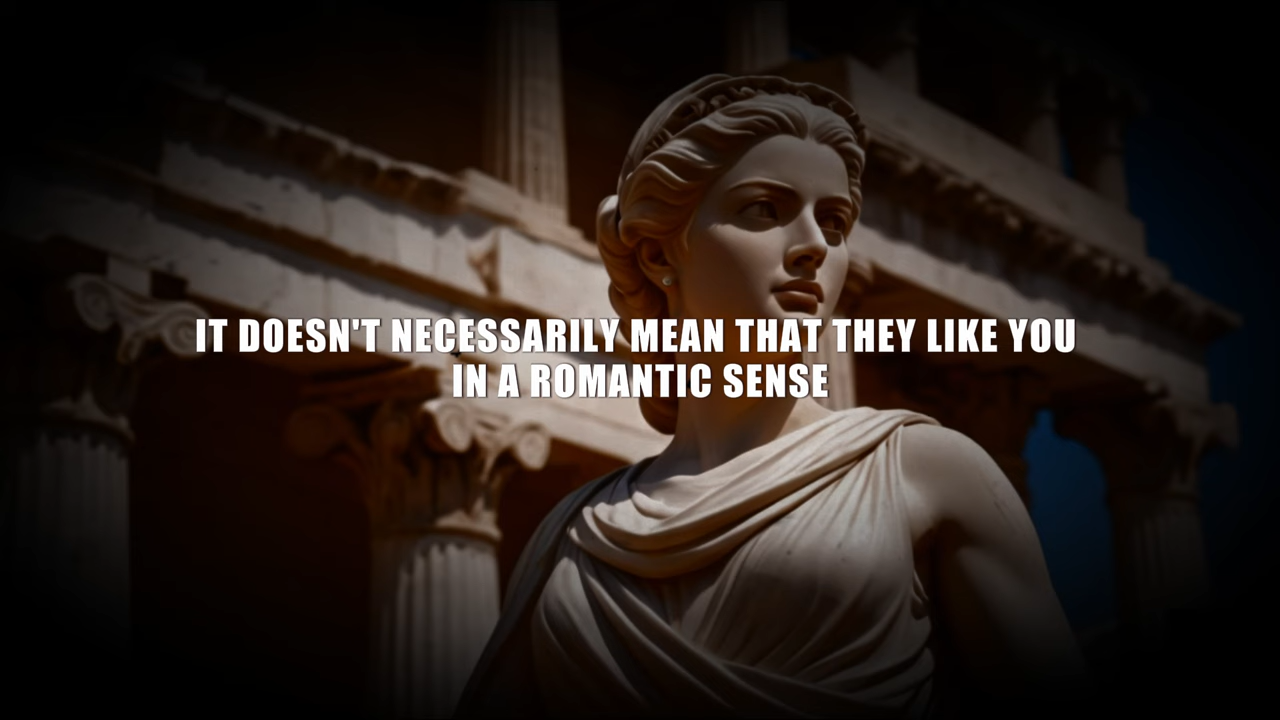 IT DOESN'T NECESSARILY MEAN THAT THEY LIKE YOU
IN A ROMANTIC SENSE